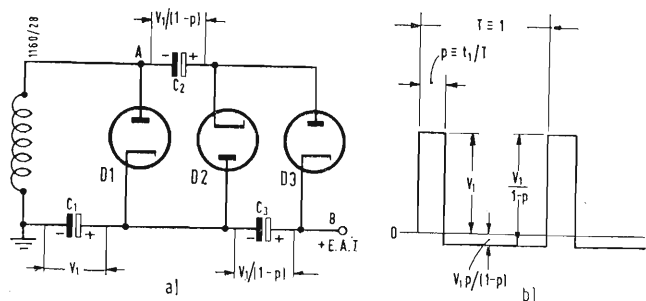 1160/28
V₁/(1-p)
A
- +
C₂
D1
D2
D3
C₁
- +
C₃
- +
B
+ E.A.T
V₁
V₁/(1-p)
a)
T ≡ 1
p ≡ t₁/T
V₁
V₁
1-p
0
V₁p/(1-p)
b)